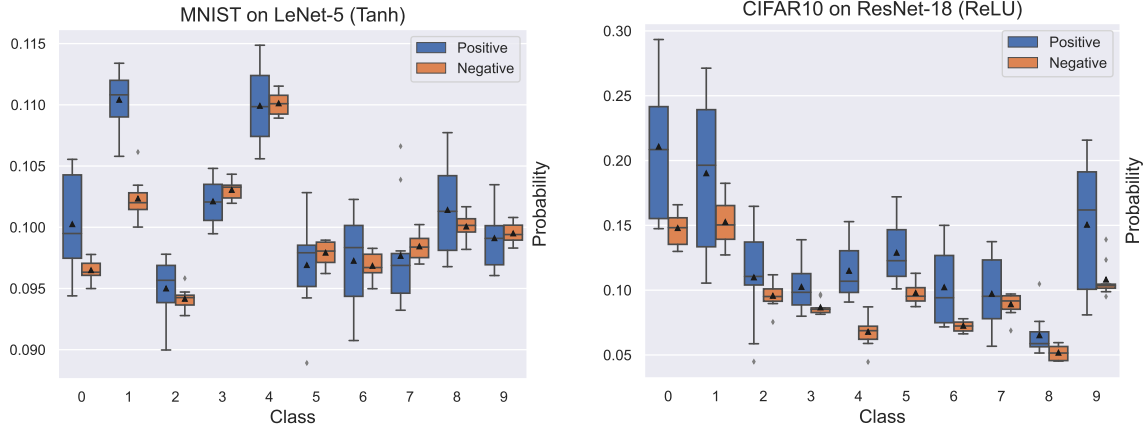 MNIST on LeNet-5 (Tanh)
0.115
0.110
0.105
0.100
0.095
0.090
Positive
Negative
0 1 2 3 4 5 6 7 8 9
Class
Probability
CIFAR10 on ResNet-18 (ReLU)
0.30
0.25
0.20
0.15
0.10
0.05
Positive
Negative
0 1 2 3 4 5 6 7 8 9
Class
Probability